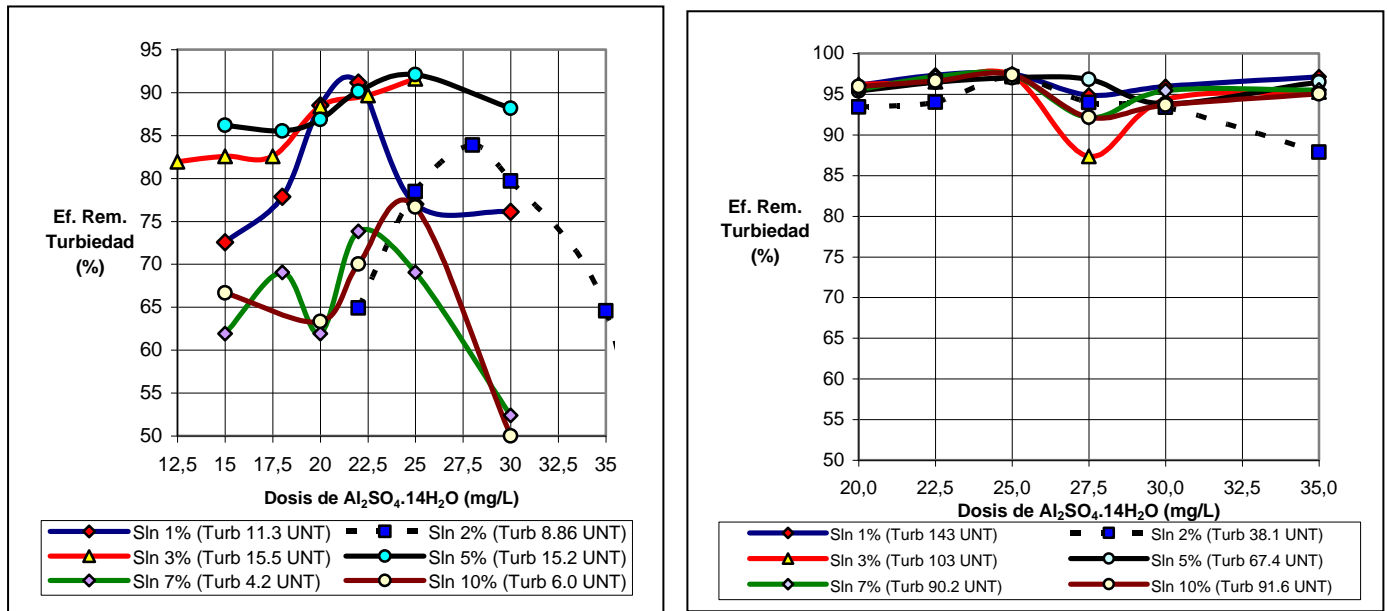 95
90
85
80
75
70
65
60
55
50
Ef. Rem.
Turbiedad
(%)
12,5 15 17,5 20 22,5 25 27,5 30 32,5 35
Dosis de Al₂SO₄.14H₂O (mg/L)
Sln 1% (Turb 11.3 UNT) Sln 2% (Turb 8.86 UNT)
Sln 3% (Turb 15.5 UNT) Sln 5% (Turb 15.2 UNT)
Sln 7% (Turb 4.2 UNT) Sln 10% (Turb 6.0 UNT)
100
95
90
85
80
75
70
65
60
55
50
Ef. Rem.
Turbiedad
(%)
20,0 22,5 25,0 27,5 30,0 32,5 35,0
Dosis de Al₂SO₄.14H₂O (mg/L)
Sln 1% (Turb 143 UNT) Sln 2% (Turb 38.1 UNT)
Sln 3% (Turb 103 UNT) Sln 5% (Turb 67.4 UNT)
Sln 7% (Turb 90.2 UNT) Sln 10% (Turb 91.6 UNT)